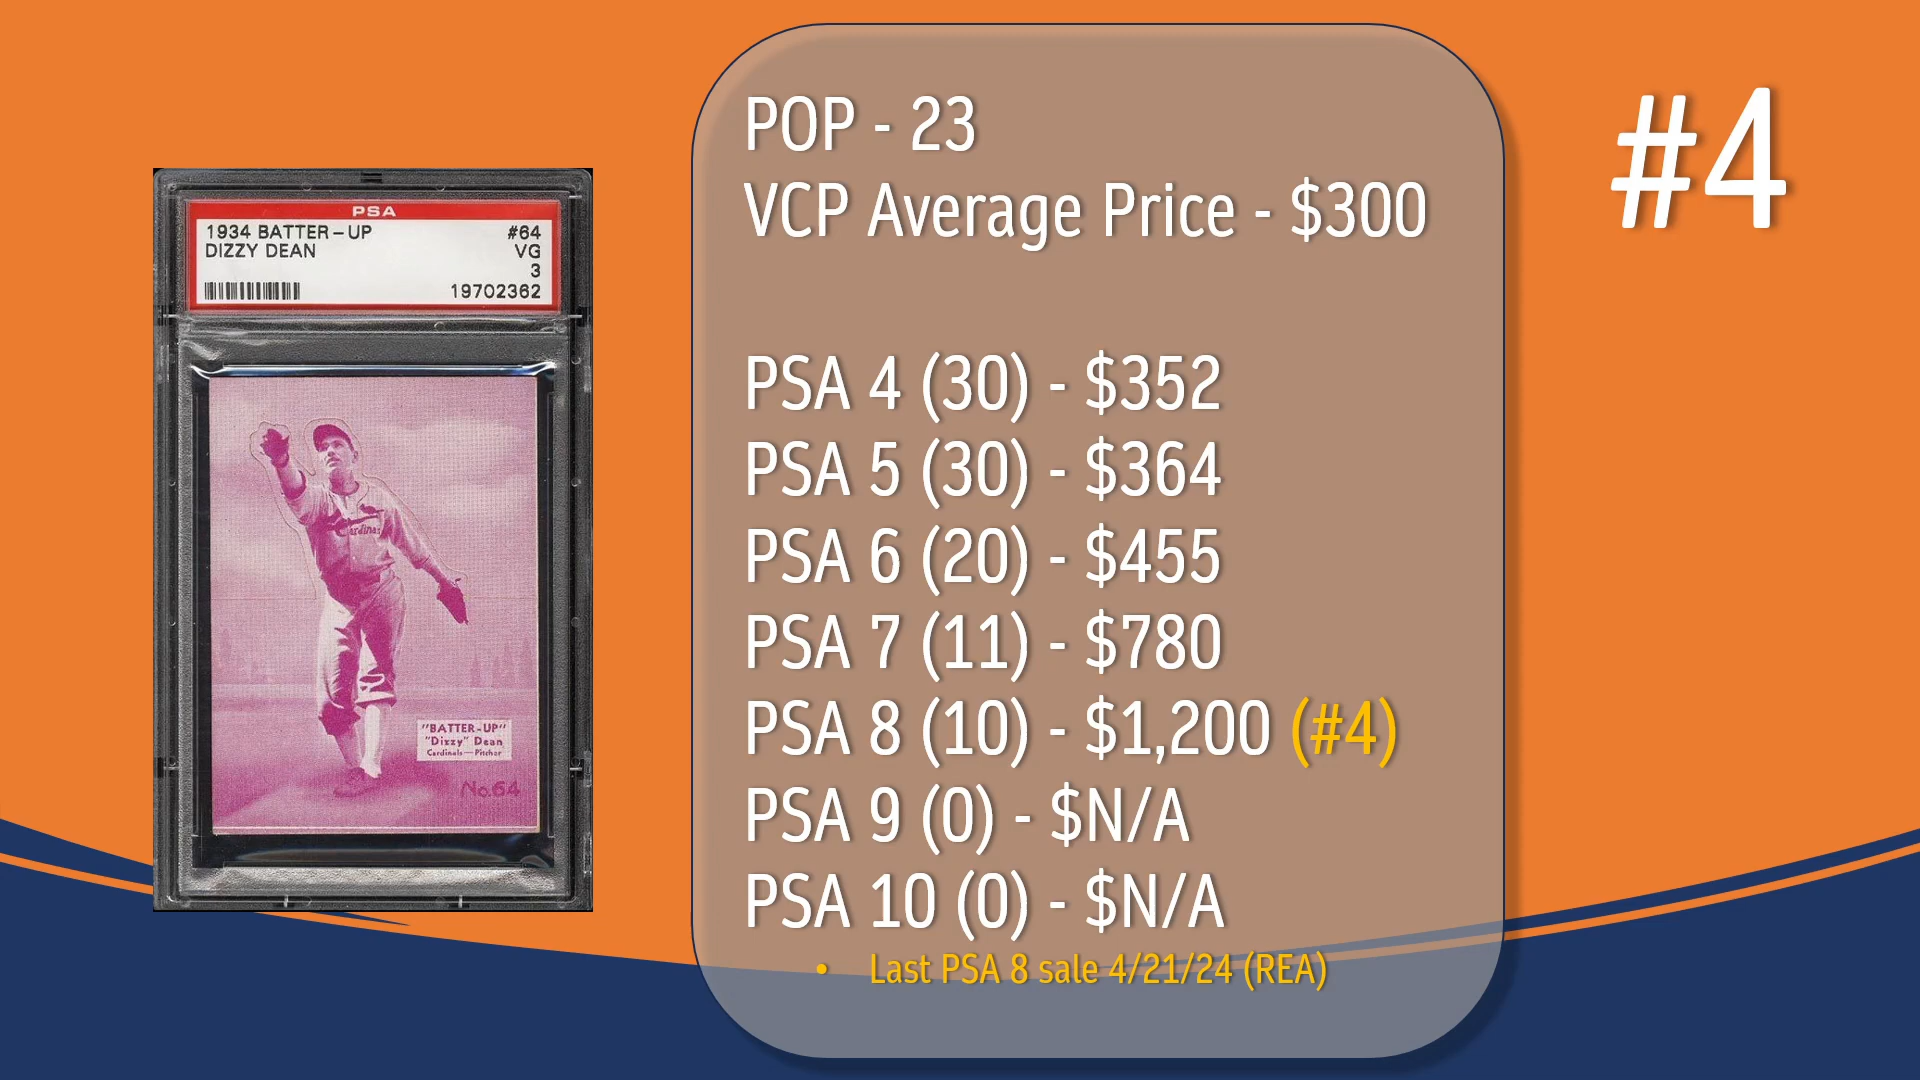 PSA
1934 BATTER-UP #64
DIZZY DEAN VG
3
19702362
Cardinals
"BATTER-UP"
"Dizzy" Dean
Cardinals—Pitcher
No.64
POP - 23
VCP Average Price - $300
PSA 4 (30) - $352
PSA 5 (30) - $364
PSA 6 (20) - $455
PSA 7 (11) - $780
PSA 8 (10) - $1,200 (#4)
PSA 9 (0) - $N/A
PSA 10 (0) - $N/A
• Last PSA 8 sale 4/21/24 (REA)
#4